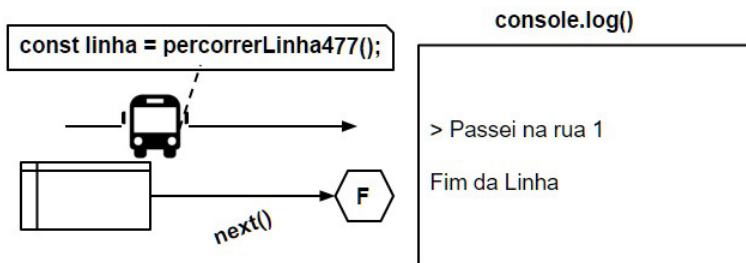 console.log()
const linha = percorrerLinha477();
> Passei na rua 1
Fim da Linha
F
next()